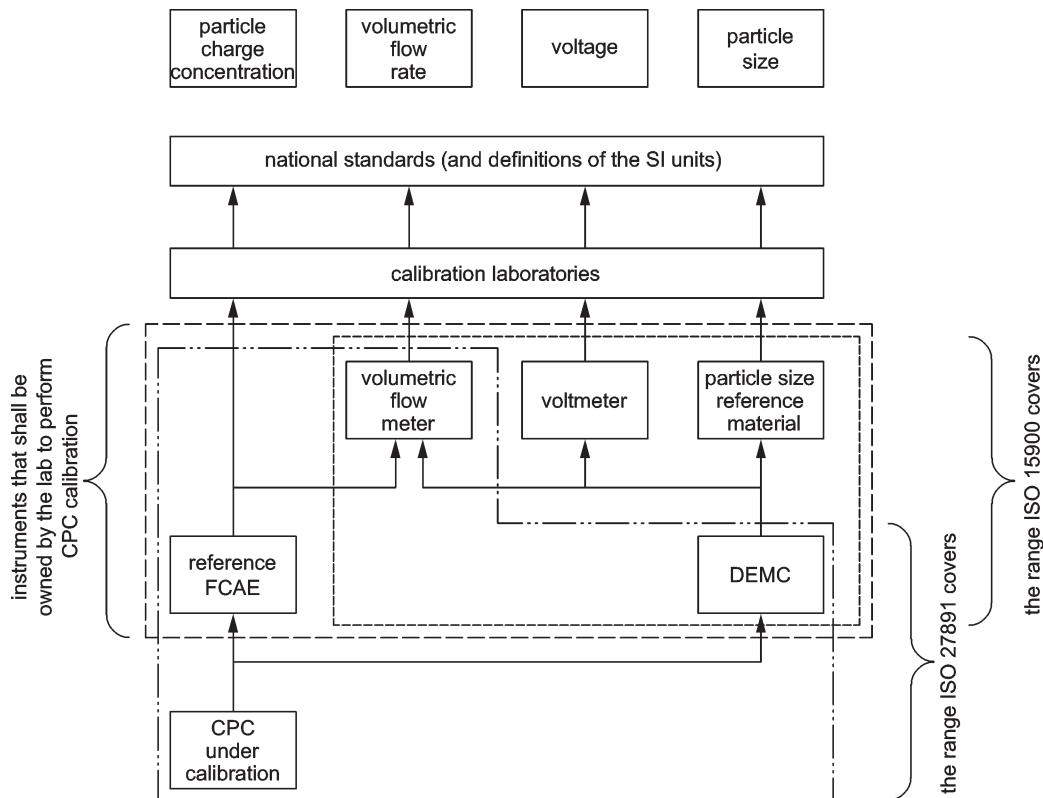 particle
charge
concentration
volumetric
flow
rate
voltage
particle
size
national standards (and definitions of the SI units)
calibration laboratories
instruments that shall be
owned by the lab to perform
CPC calibration
volumetric
flow
meter
voltmeter
particle size
reference
material
the range ISO 15900 covers
reference
FCAE
DEMC
the range ISO 27891 covers
CPC
under
calibration